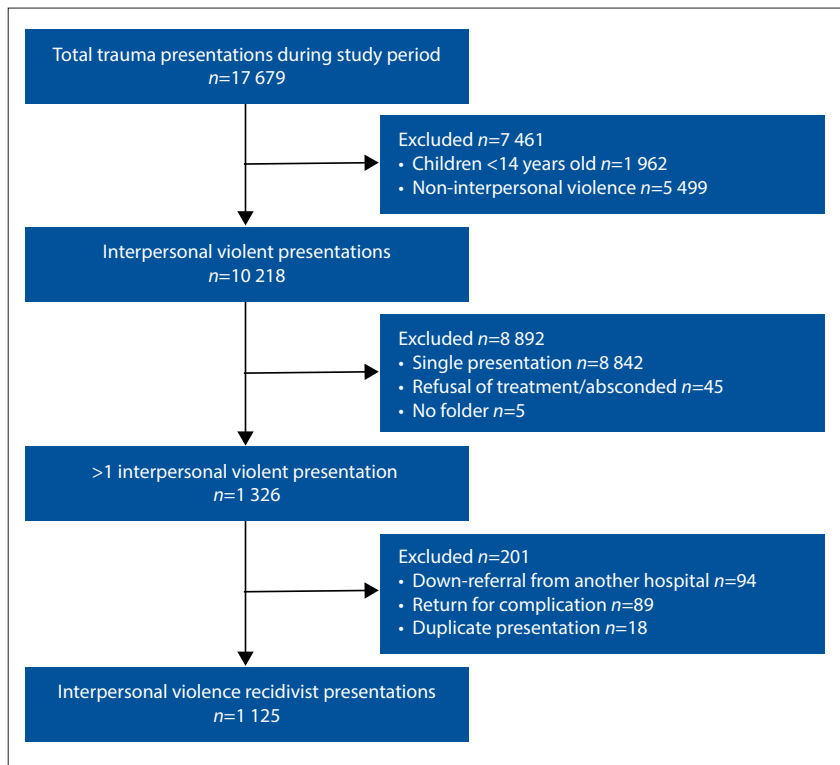 Total trauma presentations during study period
n=17 679
Excluded n=7 461
• Children <14 years old n=1 962
• Non-interpersonal violence n=5 499
Interpersonal violent presentations
n=10 218
Excluded n=8 892
• Single presentation n=8 842
• Refusal of treatment/absconded n=45
• No folder n=5
>1 interpersonal violent presentation
n=1 326
Excluded n=201
• Down-referral from another hospital n=94
• Return for complication n=89
• Duplicate presentation n=18
Interpersonal violence recidivist presentations
n=1 125